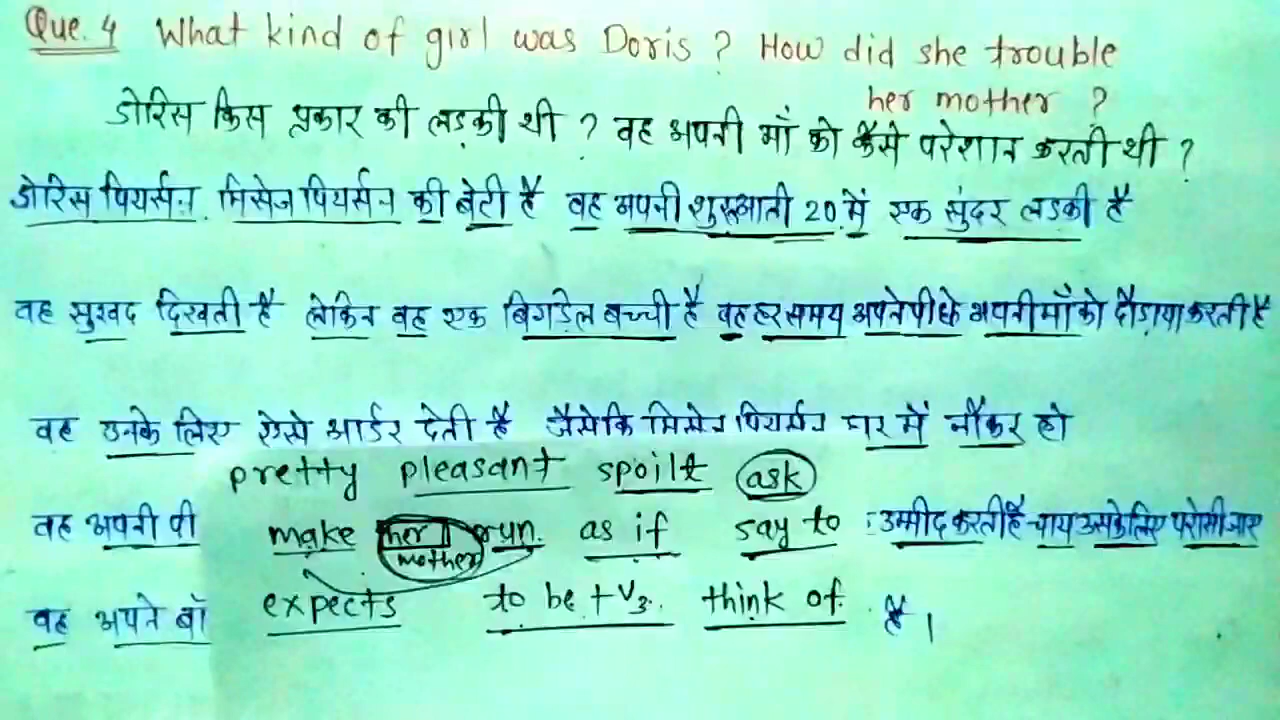 Que. 4 What kind of girl was Doris? How did she trouble
her mother ?
डोरिस किस प्रकार की लड़की थी ? वह अपनी माँ को कैसे परेशान करती थी ?
डोरिस पियर्सन मिसेज पियर्सन की बेटी है वह अपनी शुरुआती 20 में एक सुंदर लडकी है
वह सुखद दिखती है लेकिन वह एक बिगडैल बच्ची है वह हर समय अपने पीछे अपनी माँ को दौड़ाया करती है
वह उनके लिए ऐसे आर्डर देती है जैसेकि मिसेज पियर्सन घर में नौकर हो
pretty pleasant spoilt ask
वह अपनी पी उम्मीद करती है चाय उसके लिए परोसी जाए
make her run as if say to
mother
expects to be + V3. think of
वह अपने बॉ है।